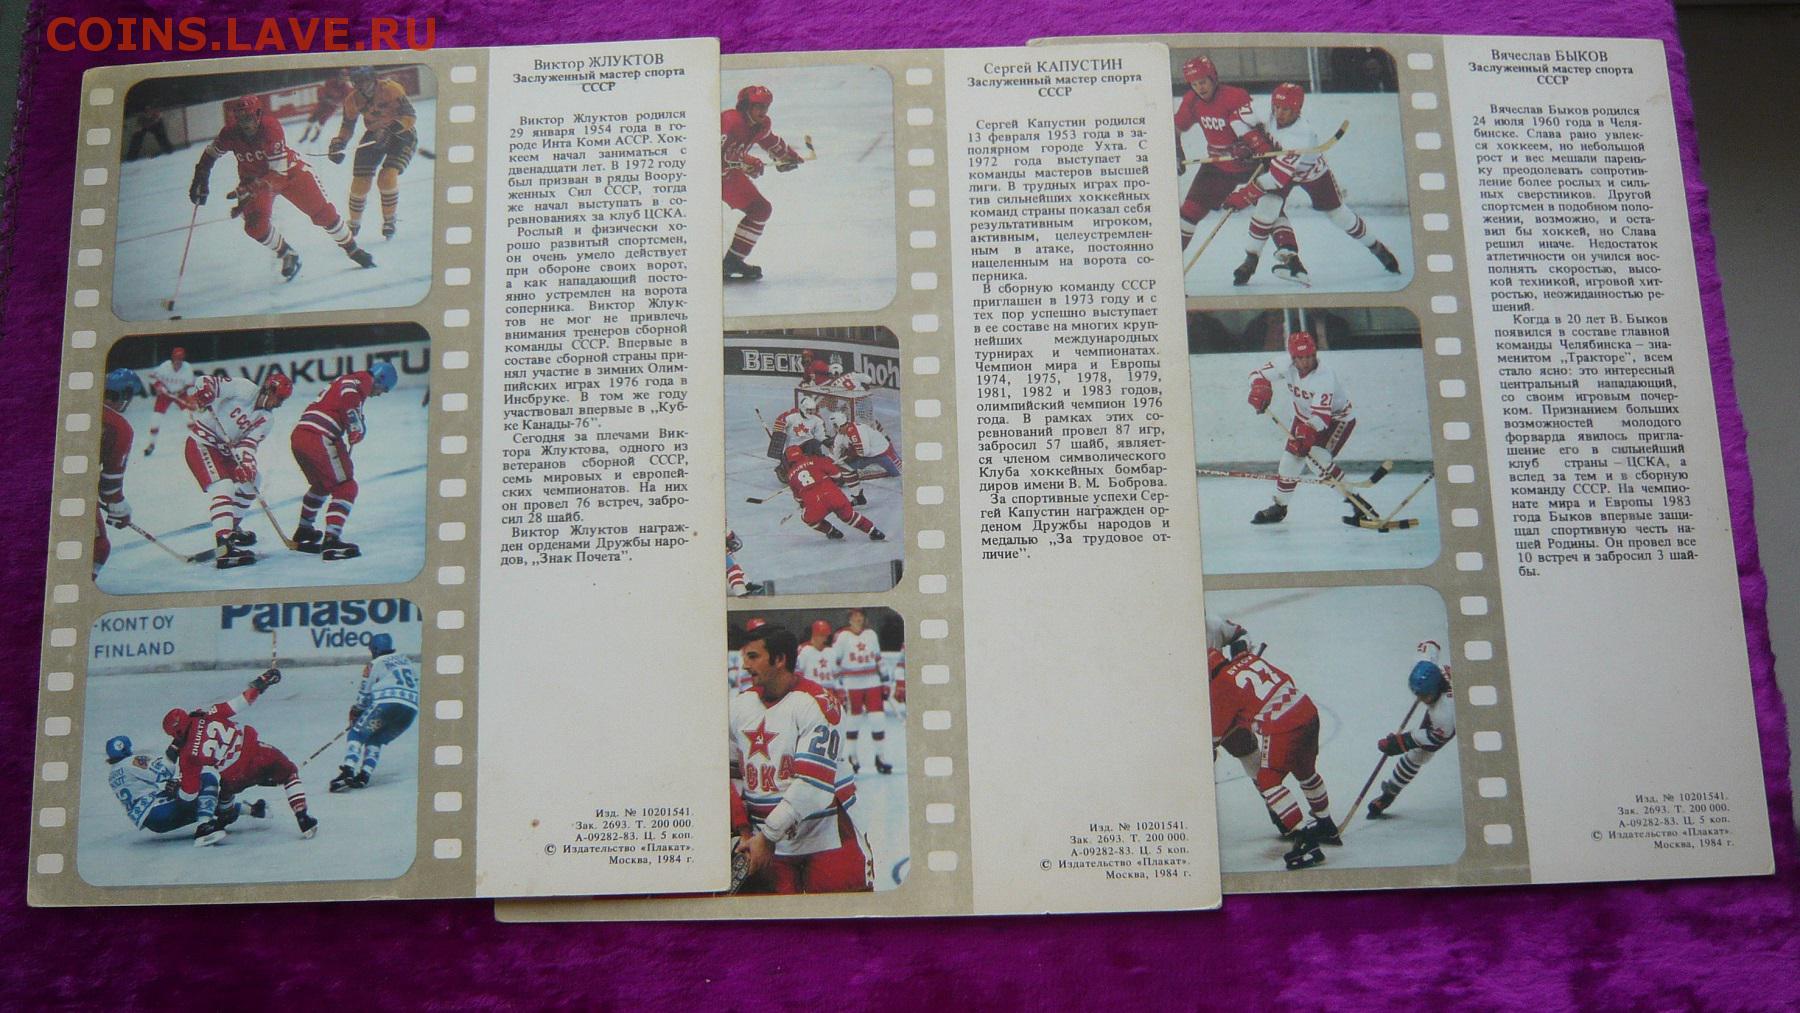 COINS.LAVE.RU
Виктор ЖЛУКТОВ
Заслуженный мастер спорта
СССР
Виктор Жлуктов родился
29 января 1954 года в го-
роде Инта Коми АССР. Хок-
кеем начал заниматься с
двенадцати лет. В 1972 году
был призван в ряды Воору-
женных Сил СССР, тогда
же начал выступать в со-
ревнованиях за клуб ЦСКА.
Рослый и физически хо-
рошо развитый спортсмен,
он очень умело действует
при обороне своих ворот,
а как нападающий посто-
янно устремлен на ворота
соперника. Виктор Жлук-
тов не мог не привлечь
внимания тренеров сборной
команды СССР. Впервые в
составе сборной страны при-
нял участие в зимних Олим-
пийских играх 1976 года в
Инсбруке. В том же году
участвовал впервые в „Куб-
ке Канады-76".
Сегодня за плечами Вик-
тора Жлуктова, одного из
ветеранов сборной СССР,
семь мировых и европей-
ских чемпионатов. На них
он провел 76 встреч, забро-
сил 28 шайб.
Виктор Жлуктов награж-
ден орденами Дружбы наро-
дов, „Знак Почета".
Изд. № 10201541.
Зак. 2693. Т. 200 000.
А-09282-83. Ц. 5 коп.
© Издательство «Плакат».
Москва, 1984 г.
СССР
VAKUUTU
СССР
-KONTOY
FINLAND
Panason
Video
16
ZHLUKTO
22
Сергей КАПУСТИН
Заслуженный мастер спорта
СССР
Сергей Капустин родился
13 февраля 1953 года в за-
полярном городе Ухта. С
1972 года выступает за
команды мастеров высшей
лиги. В трудных играх про-
тив сильнейших хоккейных
команд страны показал себя
результативным игроком,
активным, целеустремлен-
ным в атаке, постоянно
нацеленным на ворота со-
перника.
В сборную команду СССР
приглашен в 1973 году и с
тех пор успешно выступает
в ее составе на многих круп-
нейших международных
турнирах и чемпионатах.
Чемпион мира и Европы
1974, 1975, 1978, 1979,
1981, 1982 и 1983 годов,
олимпийский чемпион 1976
года. В рамках этих со-
ревнований провел 87 игр,
забросил 57 шайб, являет-
ся членом символического
Клуба хоккейных бомбар-
диров имени В. М. Боброва.
За спортивные успехи Сер-
гей Капустин награжден ор-
деном Дружбы народов и
медалью „За трудовое от-
личие".
Изд. № 10201541.
Зак. 2693. Т. 200 000.
А-09282-83. Ц. 5 коп.
© Издательство «Плакат».
Москва, 1984 г.
BECK
hoh
8
20
Вячеслав БЫКОВ
Заслуженный мастер спорта
СССР
Вячеслав Быков родился
24 июля 1960 года в Челя-
бинске. Слава рано увлек-
ся хоккеем, но небольшой
рост и вес мешали парень-
ку преодолевать сопротив-
ление более рослых и силь-
ных сверстников. Другой
спортсмен в подобном поло-
жении, возможно, и оста-
вил бы хоккей, но Слава
решил иначе. Недостаток
атлетичности он учился вос-
полнять скоростью, высо-
кой техникой, игровой хит-
ростью, неожиданностью ре-
шений.
Когда в 20 лет В. Быков
появился в составе главной
команды Челябинска – зна-
менитом „Тракторе", всем
стало ясно: это интересный
центральный нападающий,
со своим игровым почер-
ком. Признанием больших
возможностей молодого
форварда явилось пригла-
шение его в сильнейший
клуб страны – ЦСКА, а
вслед за тем и в сборную
команду СССР. На чемпио-
нате мира и Европы 1983
года Быков впервые защи-
щал спортивную честь на-
шей Родины. Он провел все
10 встреч и забросил 3 шай-
бы.
Изд. № 10201541.
Зак. 2693. Т. 200 000.
А-09282-83. Ц. 5 коп.
© Издательство «Плакат».
Москва, 1984 г.
СССР
27
27
27